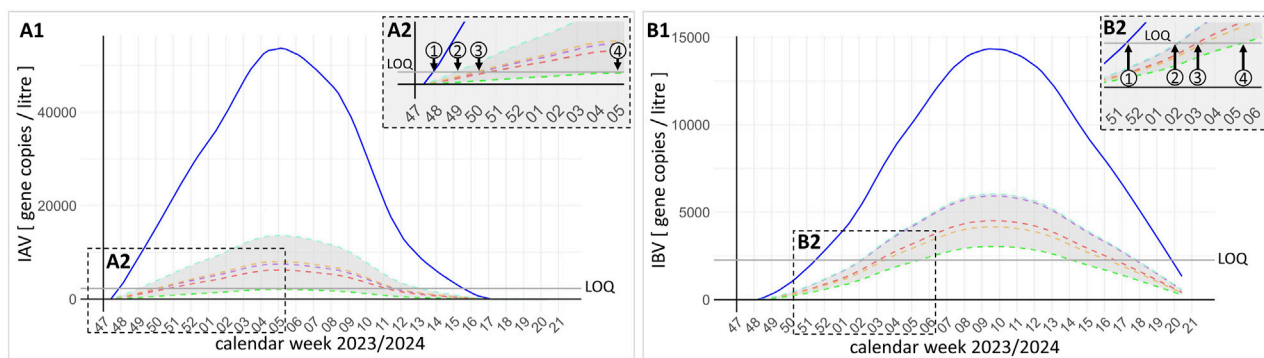 A1
A2
LOQ
1 2 3 4
47 48 49 50 51 52 01 02 03 04 05
IAV [ gene copies / litre ]
40000
20000
0
A2
LOQ
47 48 49 50 51 52 01 02 03 04 05 06 07 08 09 10 11 12 13 14 15 16 17 18 19 20 21
calendar week 2023/2024
B1
B2
LOQ
1 2 3 4
51 52 01 02 03 04 05 06
IBV [ gene copies / litre ]
15000
10000
5000
0
B2
LOQ
47 48 49 50 51 52 01 02 03 04 05 06 07 08 09 10 11 12 13 14 15 16 17 18 19 20 21
calendar week 2023/2024